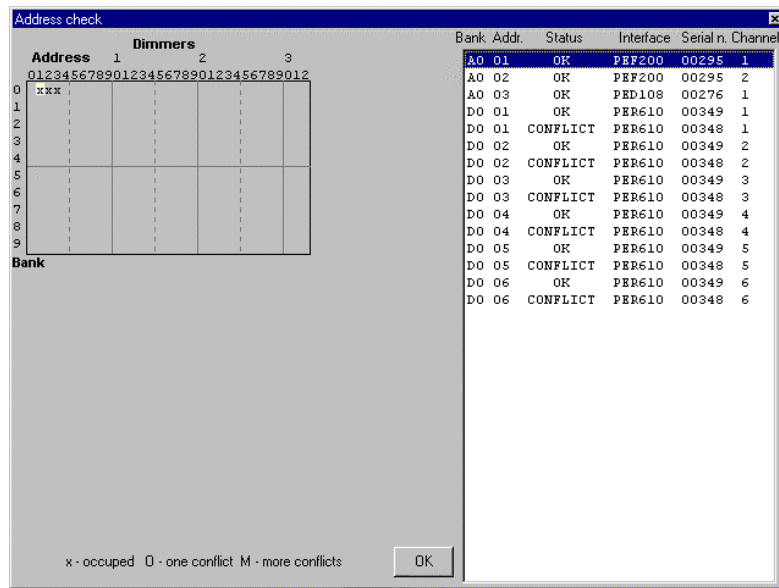 Address check
Dimmers
Address 1 2 3
012345678901234567890123456789012
0 xxx
1
2
3
4
5
6
7
8
9
Bank
x - occuped O - one conflict M - more conflicts
OK
Bank Addr. Status Interface Serial n. Channel
A0 01 OK PEF200 00295 1
A0 02 OK PEF200 00295 2
A0 03 OK PED108 00276 1
D0 01 OK PER610 00349 1
D0 01 CONFLICT PER610 00348 1
D0 02 OK PER610 00349 2
D0 02 CONFLICT PER610 00348 2
D0 03 OK PER610 00349 3
D0 03 CONFLICT PER610 00348 3
D0 04 OK PER610 00349 4
D0 04 CONFLICT PER610 00348 4
D0 05 OK PER610 00349 5
D0 05 CONFLICT PER610 00348 5
D0 06 OK PER610 00349 6
D0 06 CONFLICT PER610 00348 6